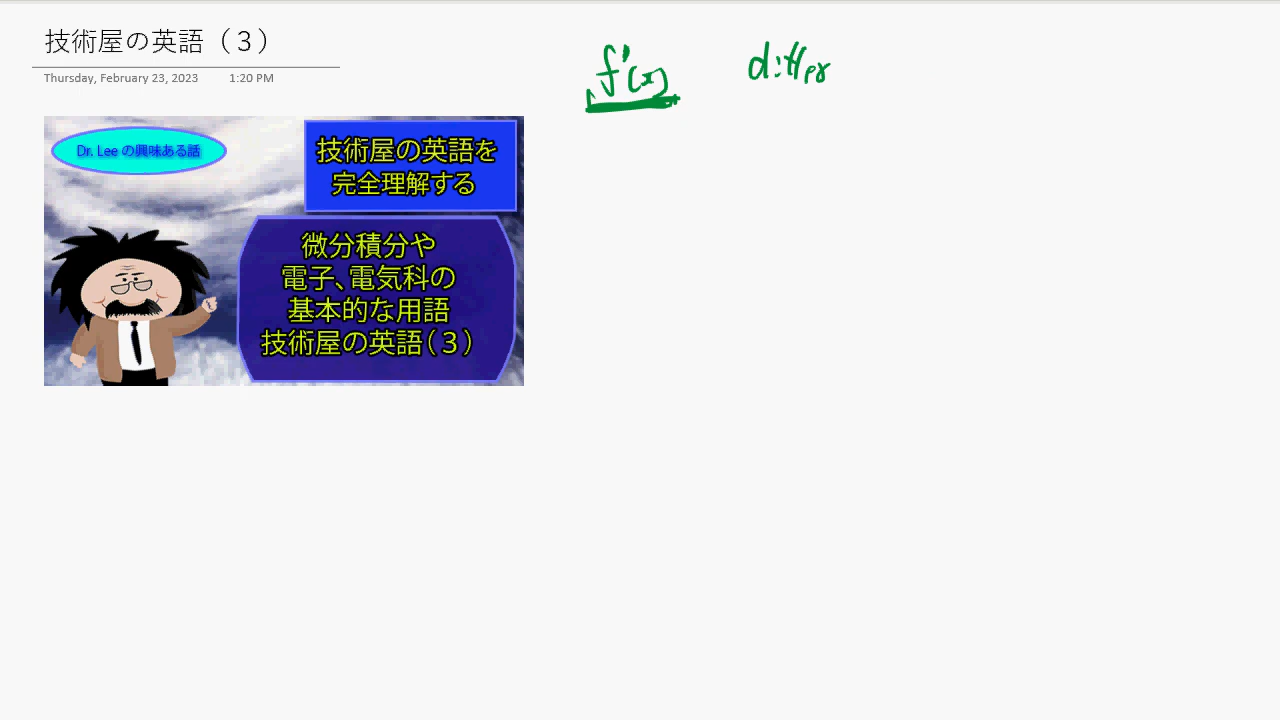 技術屋の英語（３）
Thursday, February 23, 2023 1:20 PM
f'(x)
differ
Dr. Lee の興味ある話
技術屋の英語を
完全理解する
微分積分や
電子、電気科の
基本的な用語
技術屋の英語（３）